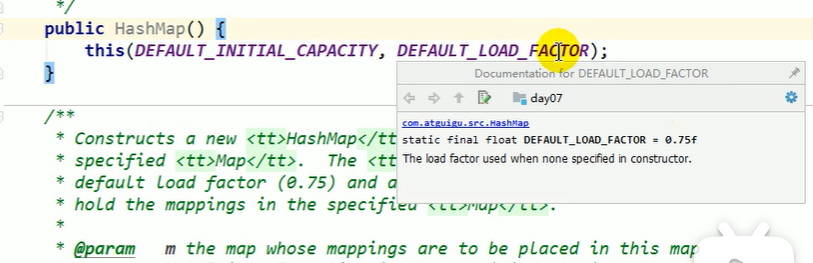 */
public HashMap() {
this(DEFAULT_INITIAL_CAPACITY, DEFAULT_LOAD_FACTOR);
}
Documentation for DEFAULT_LOAD_FACTOR
day07
com.atguigu.src.HashMap
static final float DEFAULT_LOAD_FACTOR = 0.75f
The load factor used when none specified in constructor.
/**
* Constructs a new <tt>HashMap</tt
* specified <tt>Map</tt>. The <tt
* default load factor (0.75) and a
* hold the mappings in the specified <tt>Map</tt>.
*
* @param m the map whose mappings are to be placed in this map